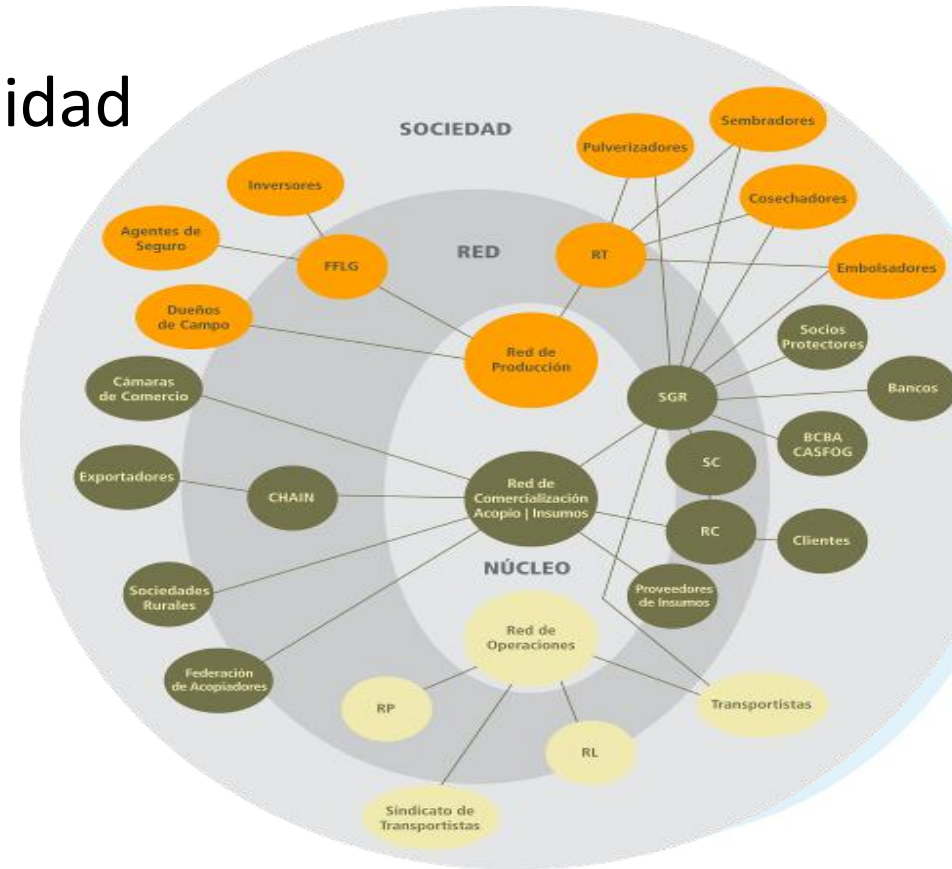 idad
SOCIEDAD
Sembradores
Pulverizadores
Inversores
Cosechadores
Agentes de
Seguro
RED
RT
FFLG
Embolsadores
Dueños
de Campo
Socios
Protectores
Red de
Producción
Cámaras
de Comercio
SGR
Bancos
BCBA
CASFOG
SC
Exportadores
CHAIN
Red de
Comercialización
Acopio | Insumos
RC
Clientes
NÚCLEO
Sociedades
Rurales
Proveedores
de Insumos
Red de
Operaciones
Federación
de Acopiadores
RP
Transportistas
RL
Sindicato de
Transportistas